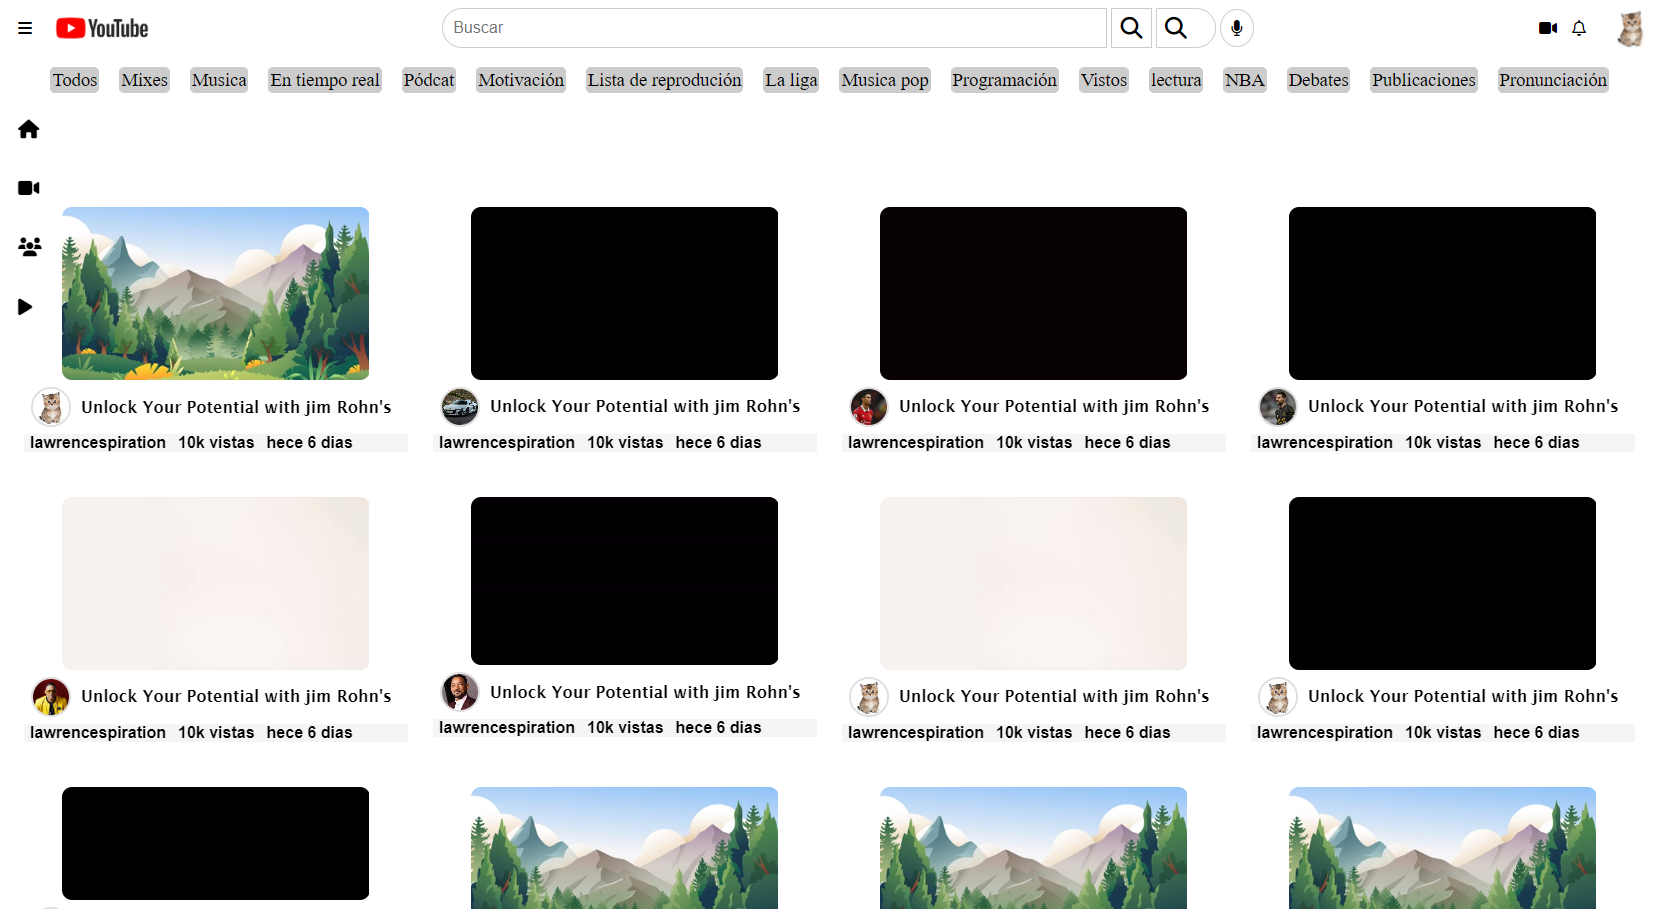 YouTube
Buscar
Todos Mixes Musica En tiempo real Pódcat Motivación Lista de reprodución La liga Musica pop Programación Vistos lectura NBA Debates Publicaciones Pronunciación
Unlock Your Potential with jim Rohn's
lawrencespiration 10k vistas hece 6 dias
Unlock Your Potential with jim Rohn's
lawrencespiration 10k vistas hece 6 dias
Unlock Your Potential with jim Rohn's
lawrencespiration 10k vistas hece 6 dias
Unlock Your Potential with jim Rohn's
lawrencespiration 10k vistas hece 6 dias
Unlock Your Potential with jim Rohn's
lawrencespiration 10k vistas hece 6 dias
Unlock Your Potential with jim Rohn's
lawrencespiration 10k vistas hece 6 dias
Unlock Your Potential with jim Rohn's
lawrencespiration 10k vistas hece 6 dias
Unlock Your Potential with jim Rohn's
lawrencespiration 10k vistas hece 6 dias